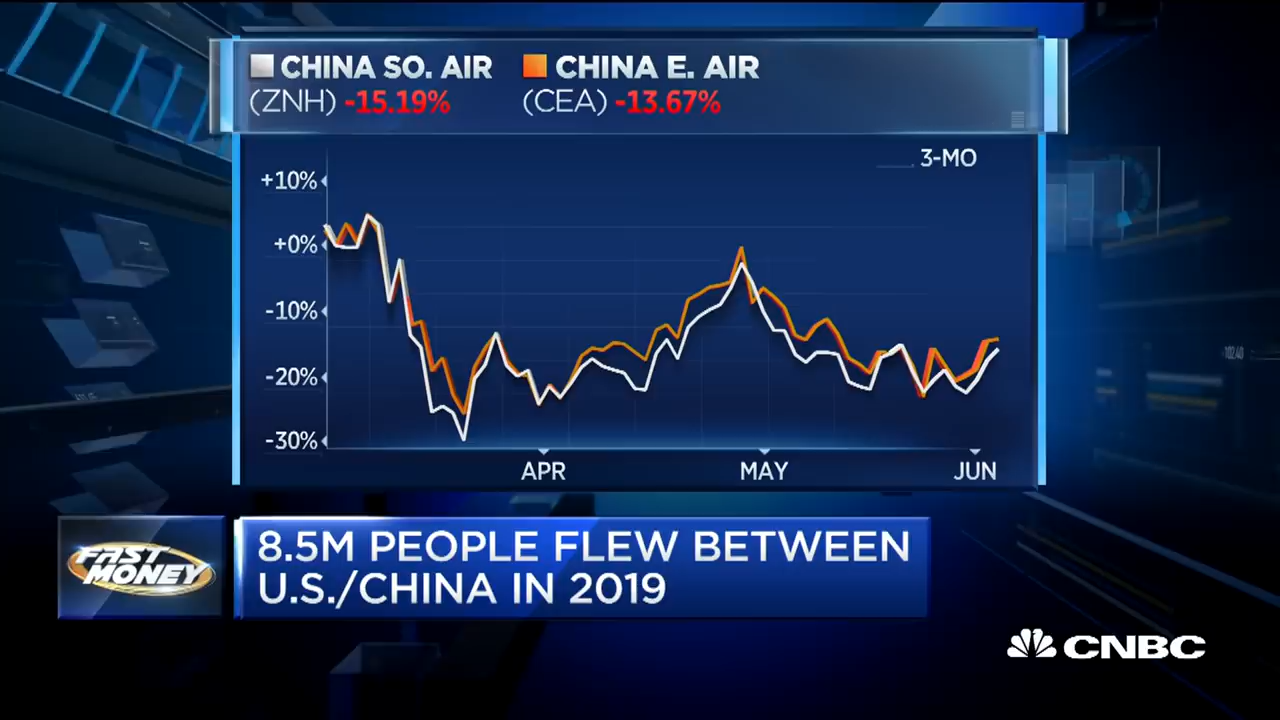 CHINA SO. AIR
(ZNH) -15.19%
CHINA E. AIR
(CEA) -13.67%
3-MO
+10%
+0%
-10%
-20%
-30%
APR MAY JUN
FAST
MONEY
8.5M PEOPLE FLEW BETWEEN
U.S./CHINA IN 2019
CNBC